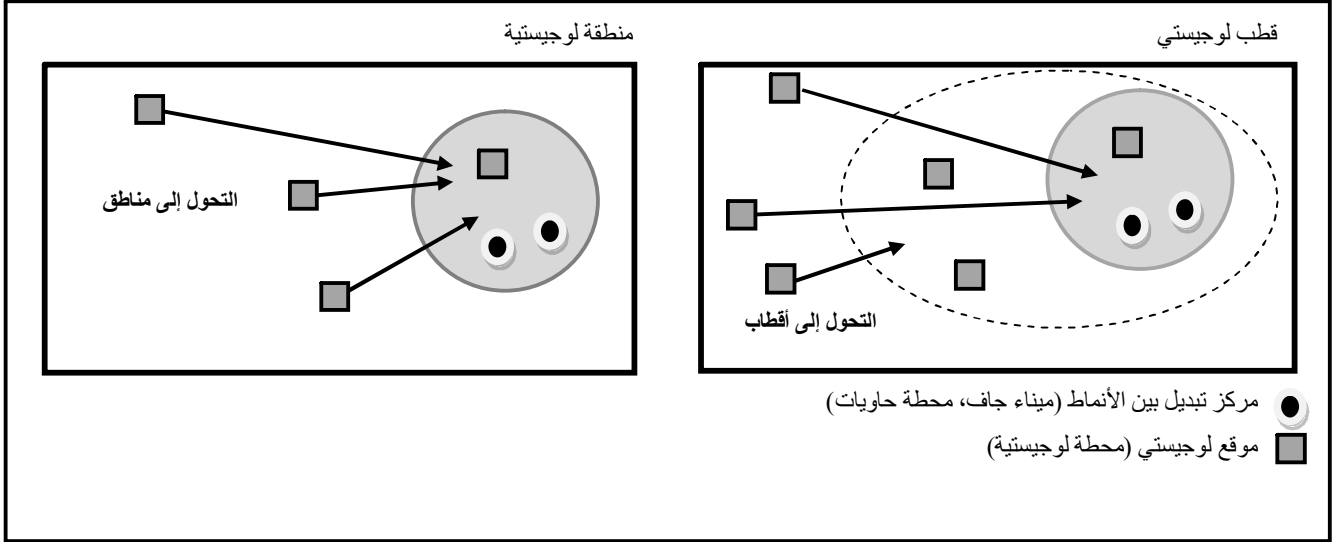 قطب لوجيستي
منطقة لوجيستية
التحول إلى أقطاب
التحول إلى مناطق
مركز تبديل بين الأنماط (ميناء جاف، محطة حاويات)
موقع لوجيستي (محطة لوجيستية)